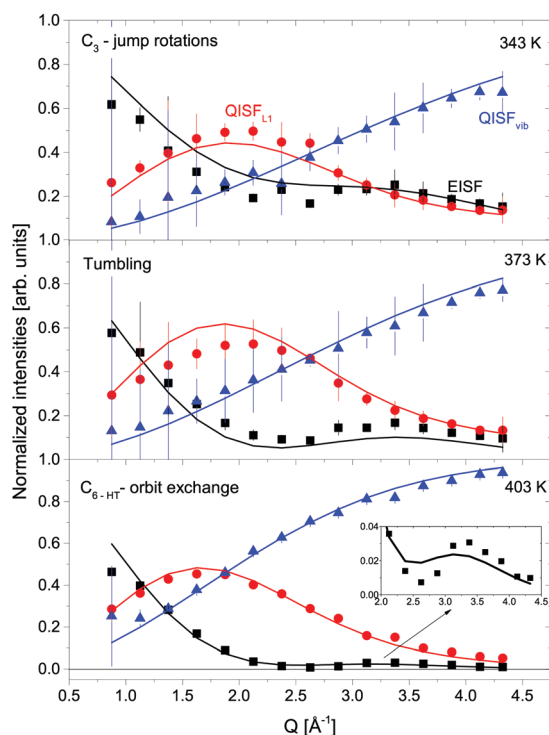 C3 - jump rotations 343 K
1.0
0.8
0.6
0.4
0.2
QISFL1
QISFvib
EISF
Tumbling 373 K
1.0
0.8
0.6
0.4
0.2
C6-HT- orbit exchange 403 K
1.0
0.8
0.6
0.4
0.2
0.0
0.04
0.02
0.00
2.0 2.5 3.0 3.5 4.0 4.5
0.5 1.0 1.5 2.0 2.5 3.0 3.5 4.0 4.5
Q [Å-1]
Normalized intensities [arb. units]